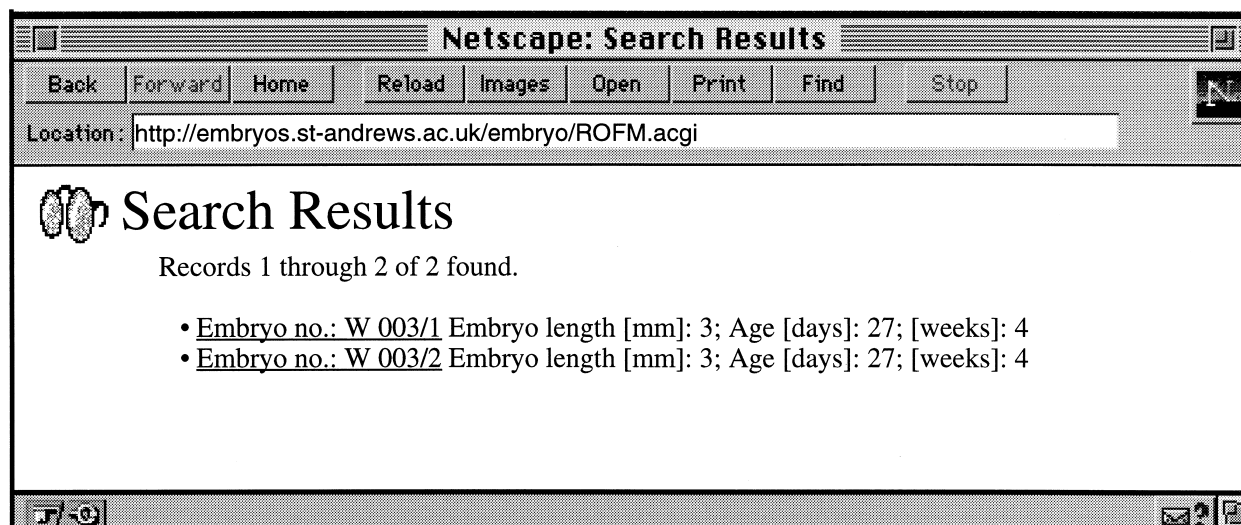 Netscape: Search Results
Back Forward Home Reload Images Open Print Find Stop N
Location: http://embryos.st-andrews.ac.uk/embryo/ROFM.acgi
Search Results
Records 1 through 2 of 2 found.
• Embryo no.: W 003/1 Embryo length [mm]: 3; Age [days]: 27; [weeks]: 4
• Embryo no.: W 003/2 Embryo length [mm]: 3; Age [days]: 27; [weeks]: 4
?